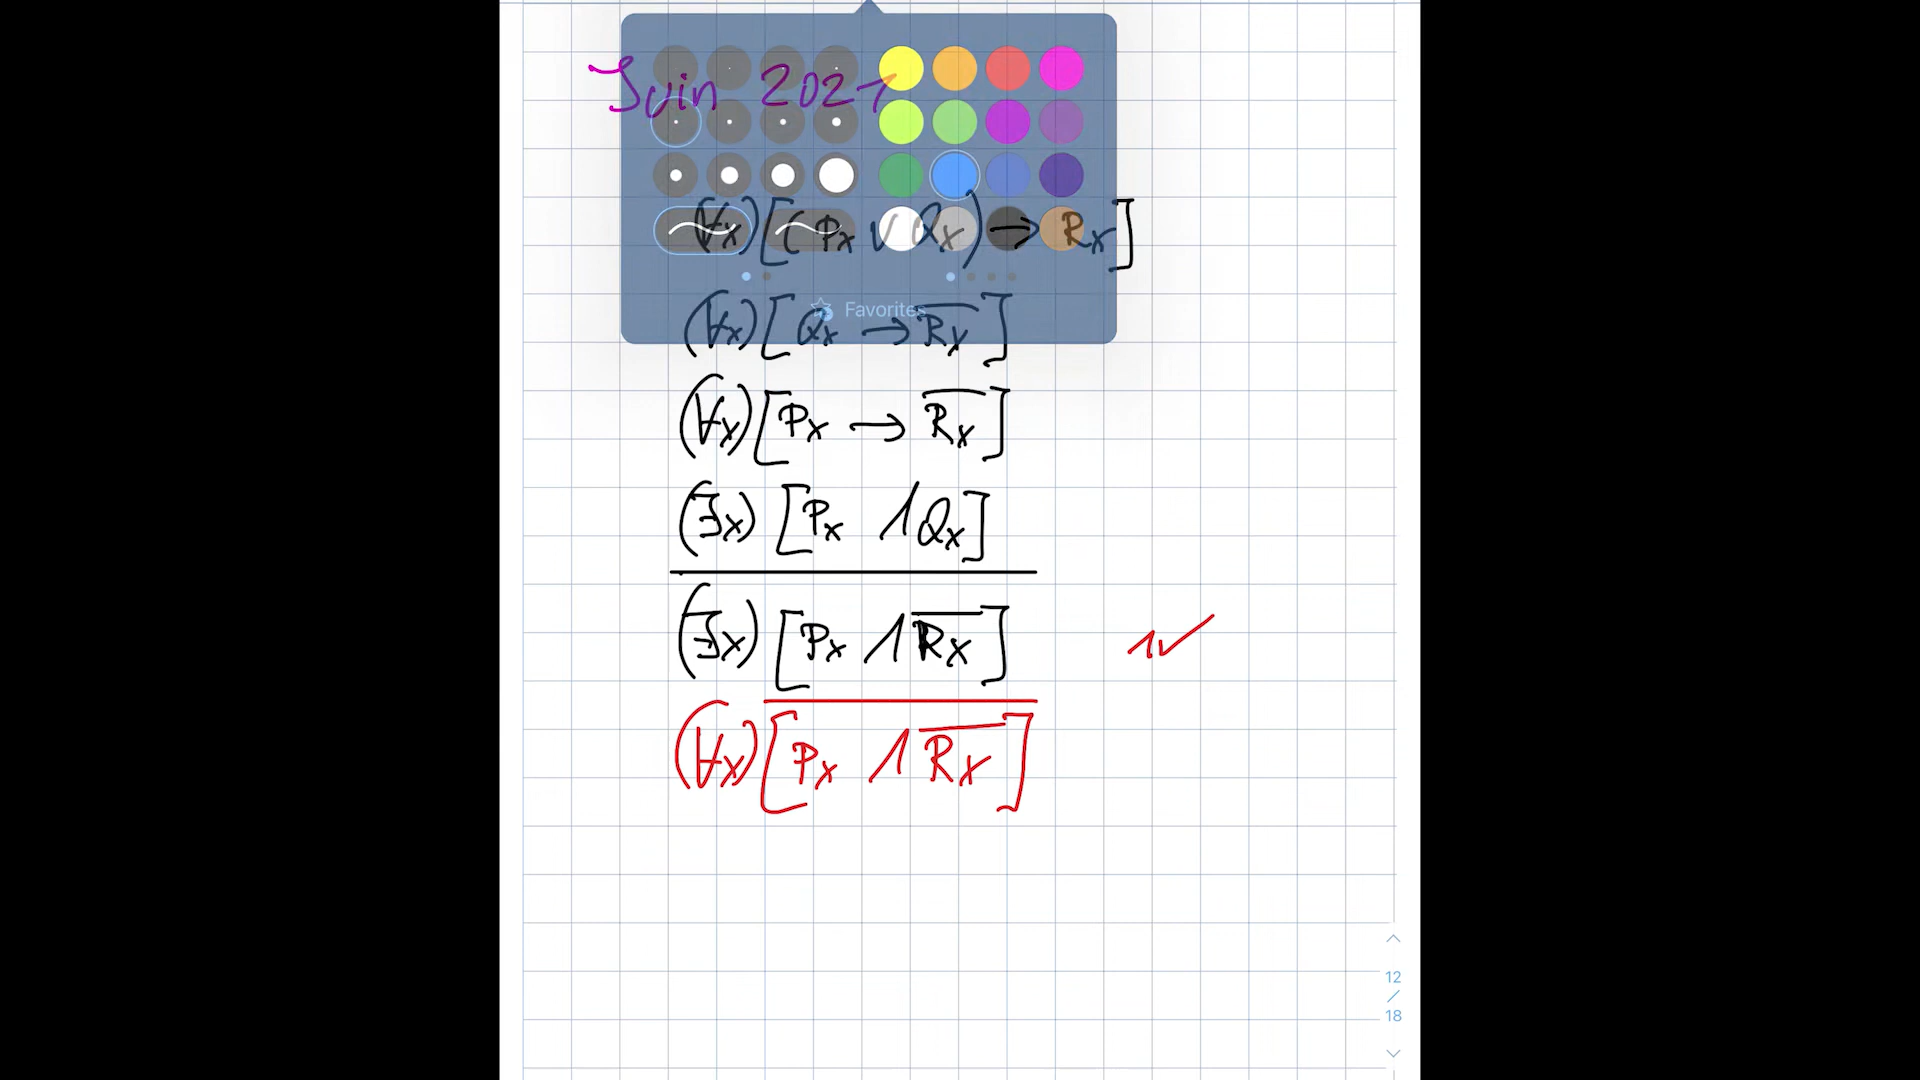 Juin 2021
(∀x)[(Px ∨ Qx) → Rx]
Favorites
(∀x)[Qx → R̅x̅]
(∀x)[Px → R̅x̅]
(∃x)[Px ∧ Qx]
(∃x)[Px ∧ R̅x̅]
1✓
(∀x)[Px ∧ R̅x̅]
12
/
18